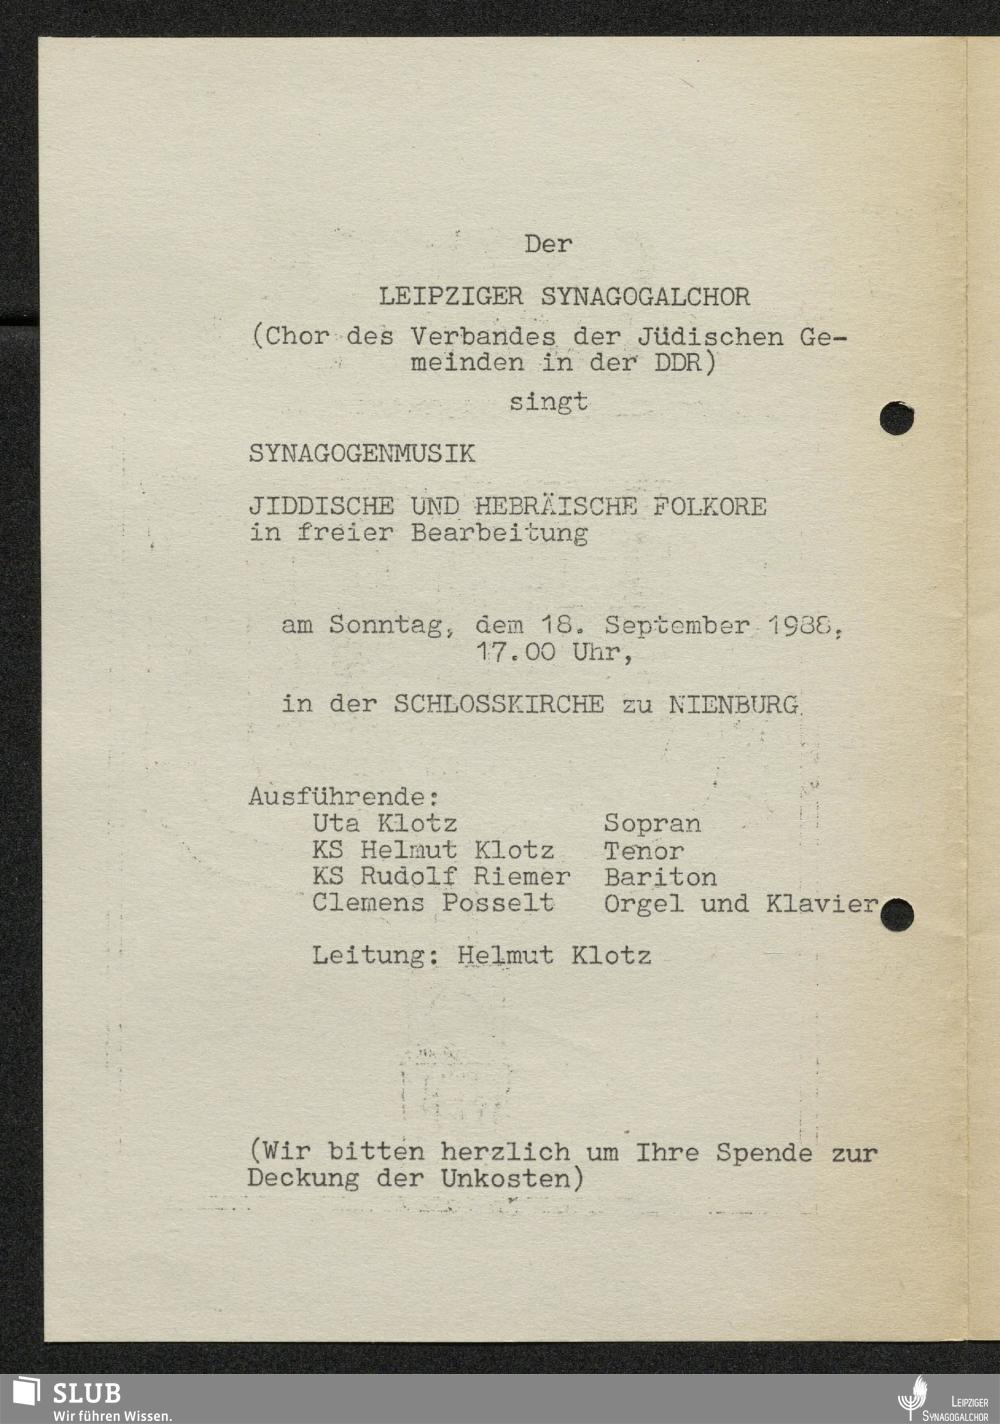 Der
LEIPZIGER SYNAGOGALCHOR
(Chor des Verbandes der Jüdischen Ge-
meinden in der DDR)
singt
SYNAGOGENMUSIK
JIDDISCHE UND HEBRÄISCHE FOLKORE
in freier Bearbeitung
am Sonntag, dem 18. September 1988,
17.00 Uhr,
in der SCHLOSSKIRCHE zu NIENBURG
Ausführende:
Uta Klotz Sopran
KS Helmut Klotz Tenor
KS Rudolf Riemer Bariton
Clemens Posselt Orgel und Klavier
Leitung: Helmut Klotz
(Wir bitten herzlich um Ihre Spende zur
Deckung der Unkosten)
SLUB
Wir führen Wissen.
LEIPZIGER
SYNAGOGALCHOR